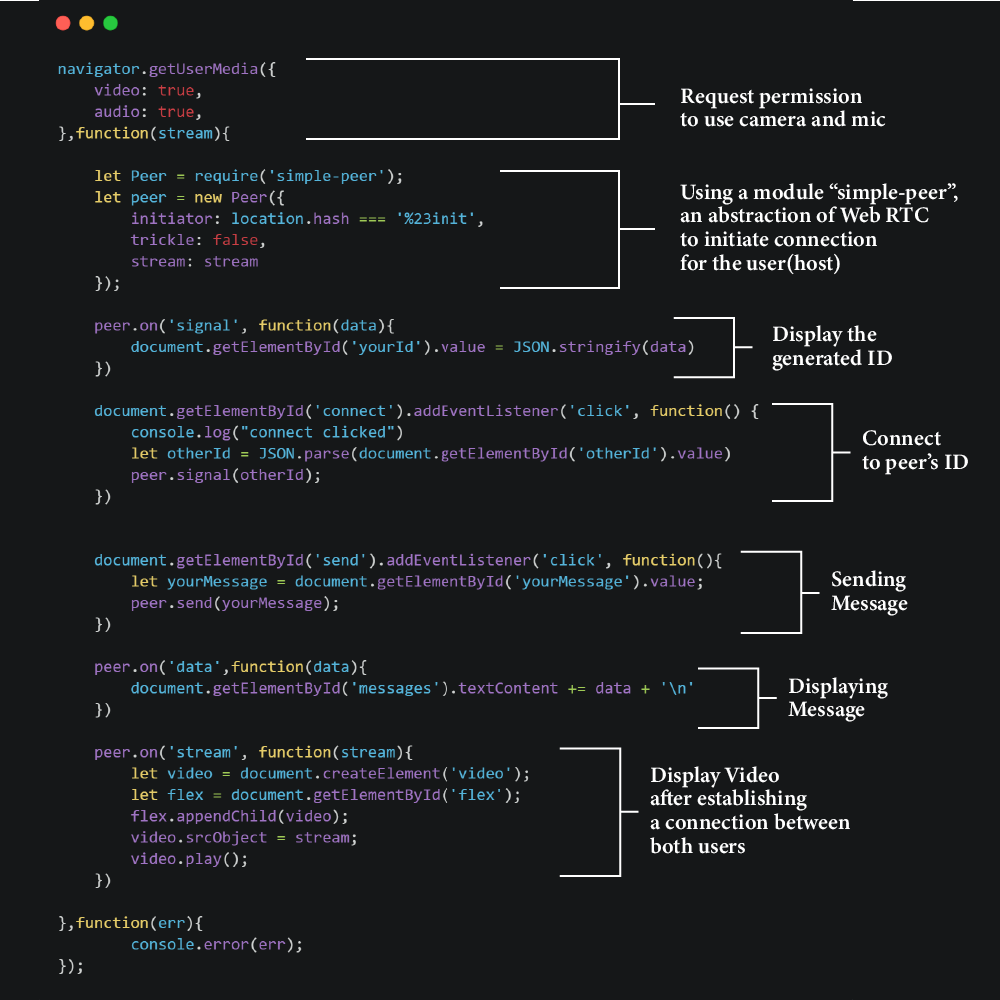 navigator.getUserMedia({
    video: true,
    audio: true,
},function(stream){
Request permission
to use camera and mic
    let Peer = require('simple-peer');
    let peer = new Peer({
        initiator: location.hash === '%23init',
        trickle: false,
        stream: stream
    });
Using a module “simple-peer”,
an abstraction of Web RTC
to initiate connection
for the user(host)
    peer.on('signal', function(data){
        document.getElementById('yourId').value = JSON.stringify(data)
    })
Display the
generated ID
    document.getElementById('connect').addEventListener('click', function() {
        console.log("connect clicked")
        let otherId = JSON.parse(document.getElementById('otherId').value)
        peer.signal(otherId);
    })
Connect
to peer’s ID
    document.getElementById('send').addEventListener('click', function(){
        let yourMessage = document.getElementById('yourMessage').value;
        peer.send(yourMessage);
    })
Sending
Message
    peer.on('data',function(data){
        document.getElementById('messages').textContent += data + '\n'
    })
Displaying
Message
    peer.on('stream', function(stream){
        let video = document.createElement('video');
        let flex = document.getElementById('flex');
        flex.appendChild(video);
        video.srcObject = stream;
        video.play();
    })
Display Video
after establishing
a connection between
both users
},function(err){
        console.error(err);
});